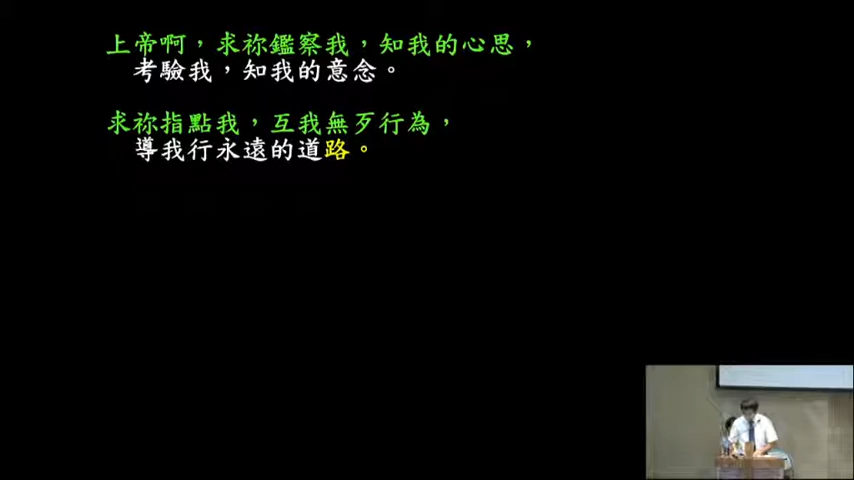 上帝啊，求祢鑑察我，知我的心思，
考驗我，知我的意念。
求祢指點我，互我無歹行為，
導我行永遠的道路。